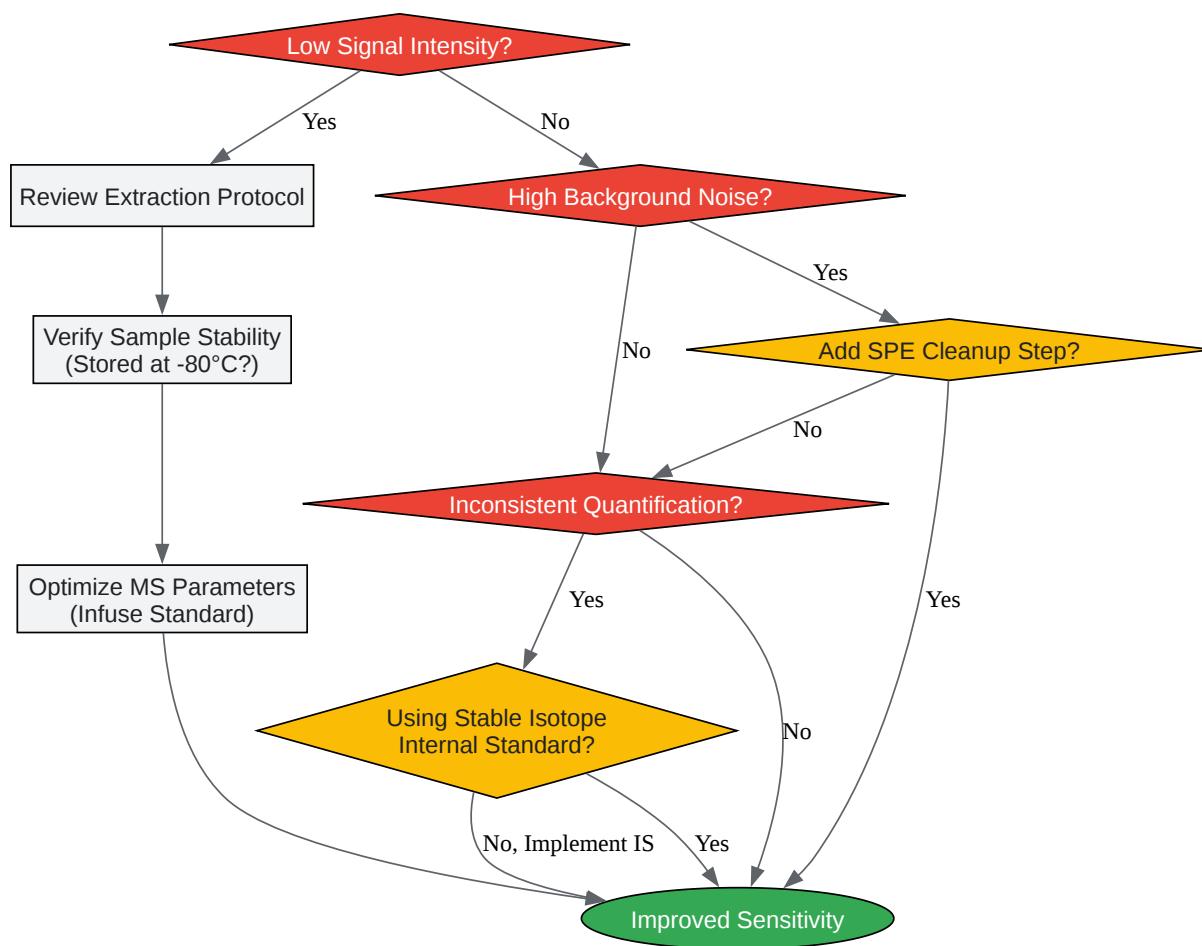 Low Signal Intensity?
Yes
No
Review Extraction Protocol
High Background Noise?
Yes
Verify Sample Stability
(Stored at -80°C?)
No
Add SPE Cleanup Step?
No
Inconsistent Quantification?
Optimize MS Parameters
(Infuse Standard)
Yes
Yes
Using Stable Isotope
Internal Standard?
No
No, Implement IS
Yes
Improved Sensitivity